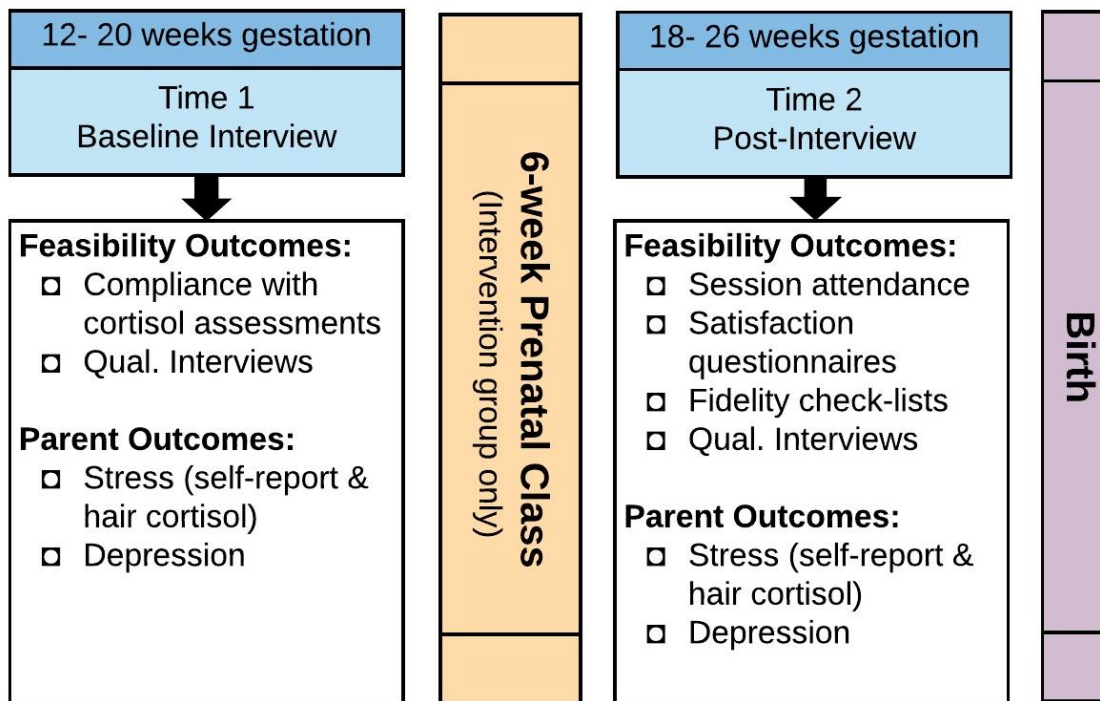 12- 20 weeks gestation
Time 1
Baseline Interview
Feasibility Outcomes:
Compliance with
cortisol assessments
Qual. Interviews
Parent Outcomes:
Stress (self-report &
hair cortisol)
Depression
6-week Prenatal Class
(Intervention group only)
18- 26 weeks gestation
Time 2
Post-Interview
Feasibility Outcomes:
Session attendance
Satisfaction
questionnaires
Fidelity check-lists
Qual. Interviews
Parent Outcomes:
Stress (self-report &
hair cortisol)
Depression
Birth